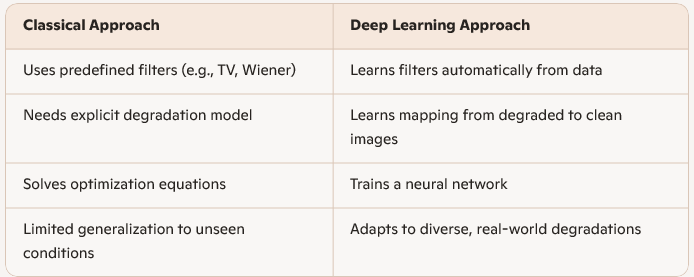 Classical Approach
Deep Learning Approach
Uses predefined filters (e.g., TV, Wiener)
Learns filters automatically from data
Needs explicit degradation model
Learns mapping from degraded to clean
images
Solves optimization equations
Trains a neural network
Limited generalization to unseen
conditions
Adapts to diverse, real-world degradations